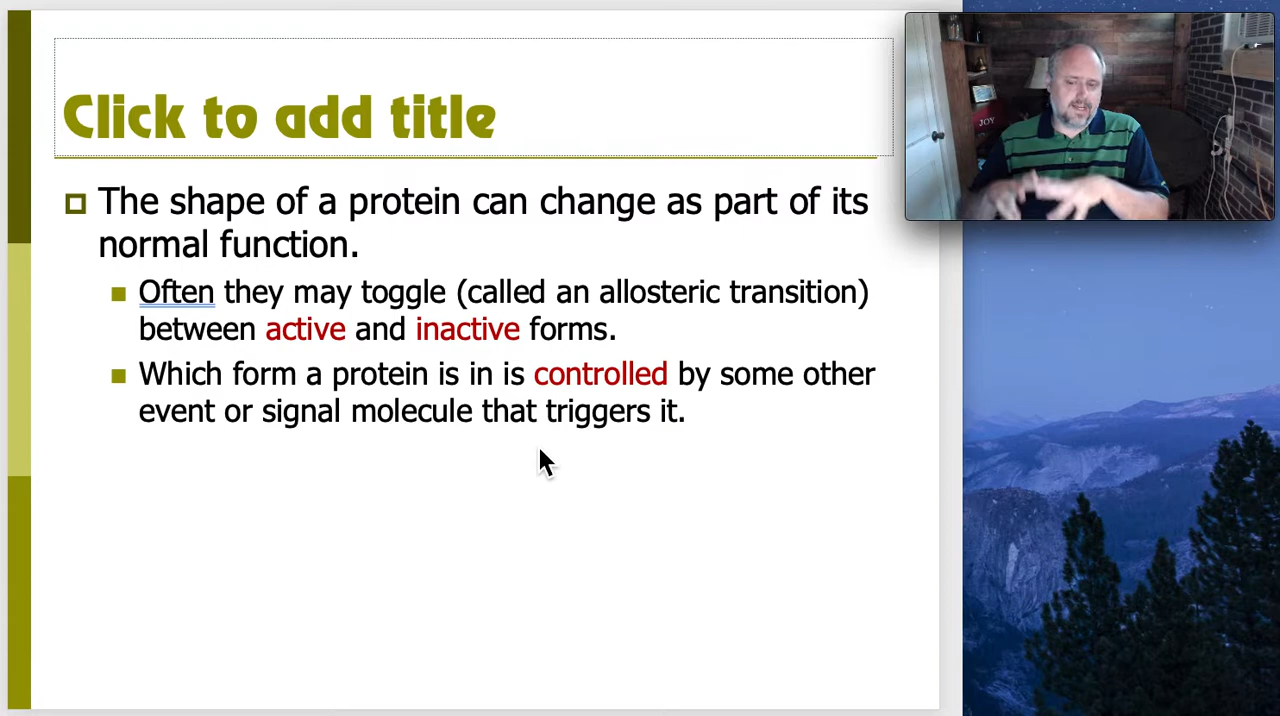 Click to add title
The shape of a protein can change as part of its
normal function.
Often they may toggle (called an allosteric transition)
between active and inactive forms.
Which form a protein is in is controlled by some other
event or signal molecule that triggers it.
JOY